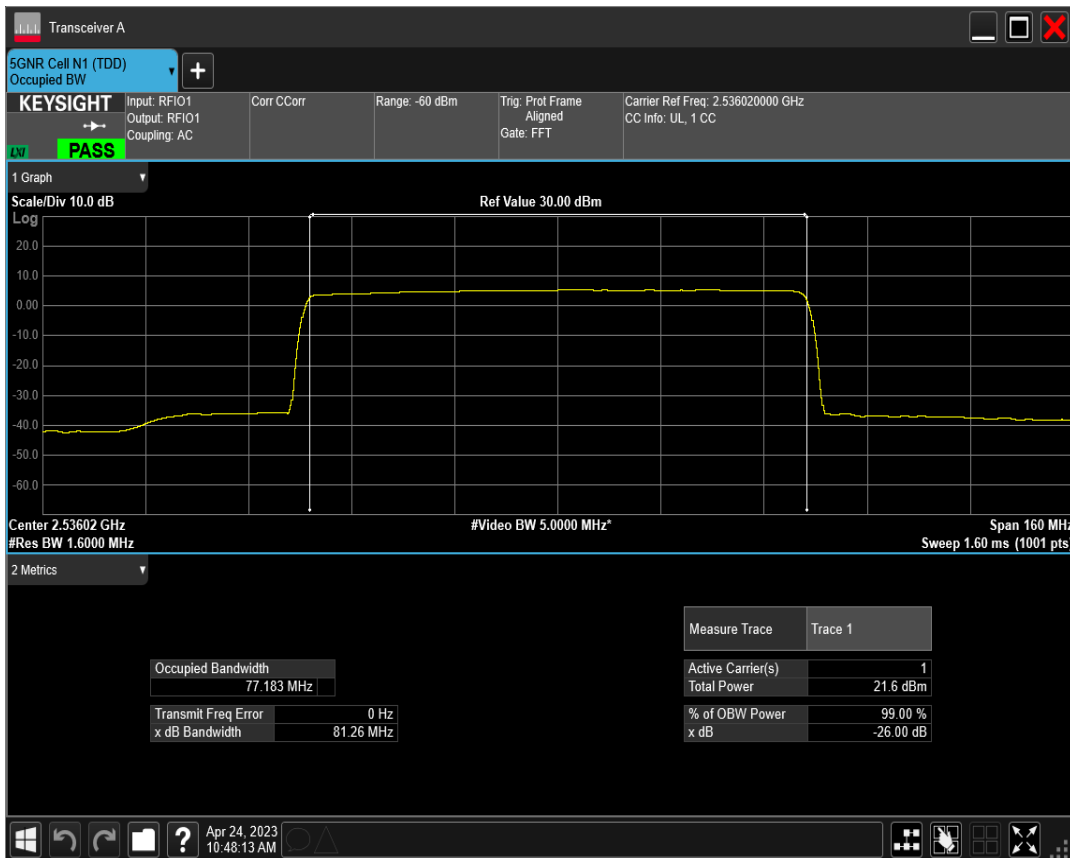 Transceiver A
5GNR Cell N1 (TDD)
Occupied BW
+
KEYSIGHT
LXI
PASS
Input: RFIO1
Output: RFIO1
Coupling: AC
Corr CCorr
Range: -60 dBm
Trig: Prot Frame
Aligned
Gate: FFT
Carrier Ref Freq: 2.536020000 GHz
CC Info: UL, 1 CC
1 Graph
Scale/Div 10.0 dB
Ref Value 30.00 dBm
Log
20.0
10.0
0.00
-10.0
-20.0
-30.0
-40.0
-50.0
-60.0
Center 2.53602 GHz
#Video BW 5.0000 MHz*
Span 160 MHz
#Res BW 1.6000 MHz
Sweep 1.60 ms (1001 pts)
2 Metrics
Measure Trace Trace 1
Occupied Bandwidth
77.183 MHz
Active Carrier(s) 1
Total Power 21.6 dBm
Transmit Freq Error 0 Hz
x dB Bandwidth 81.26 MHz
% of OBW Power 99.00 %
x dB -26.00 dB
?
Apr 24, 2023
10:48:13 AM